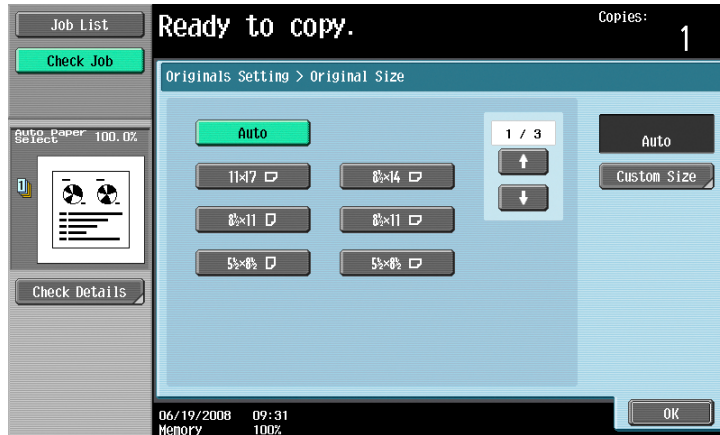 Job List
Check Job
Ready to copy.
Copies:
1
Originals Setting > Original Size
Auto Paper
Select 100.0%
1
Check Details
Auto
11×17
8½×14
8½×11
8½×11
5½×8½
5½×8½
1 / 3
Auto
Custom Size
06/19/2008 09:31
Memory 100%
OK